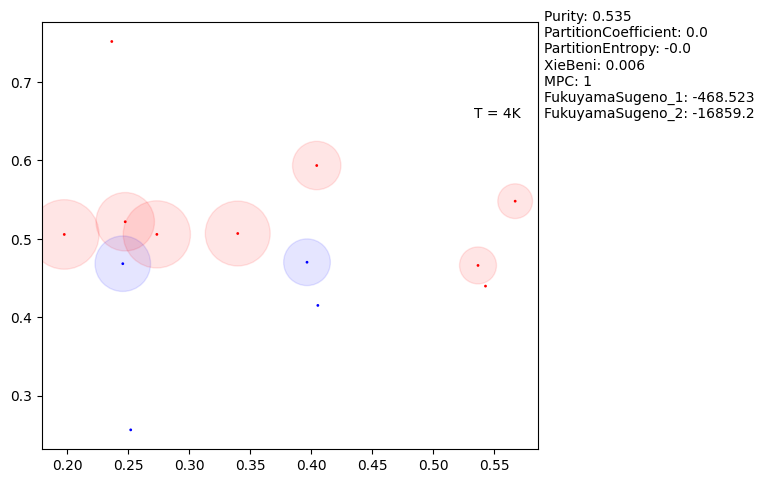 Purity: 0.535
PartitionCoefficient: 0.0
PartitionEntropy: -0.0
XieBeni: 0.006
MPC: 1
FukuyamaSugeno_1: -468.523
FukuyamaSugeno_2: -16859.2
T = 4K
0.7
0.6
0.5
0.4
0.3
0.20 0.25 0.30 0.35 0.40 0.45 0.50 0.55